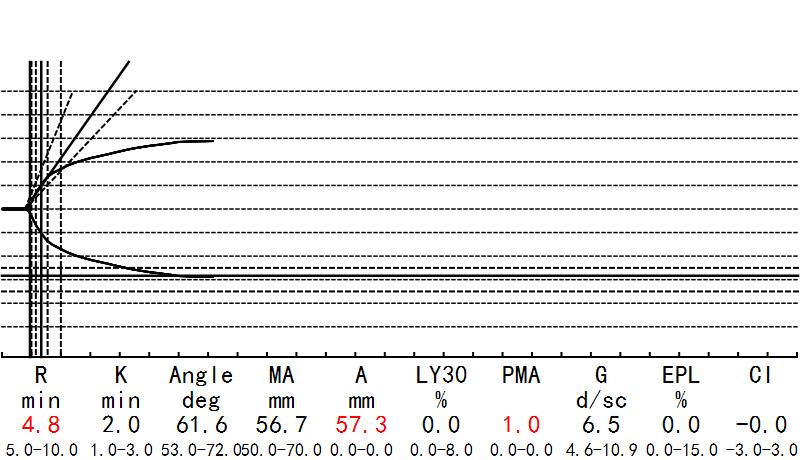 R K Angle MA A LY30 PMA G EPL CI
min min deg mm mm % d/sc %
4.8 2.0 61.6 56.7 57.3 0.0 1.0 6.5 0.0 -0.0
5.0-10.0 1.0-3.0 53.0-72.0 50.0-70.0 0.0-0.0 0.0-8.0 0.0-0.0 4.6-10.9 0.0-15.0 -3.0-3.0